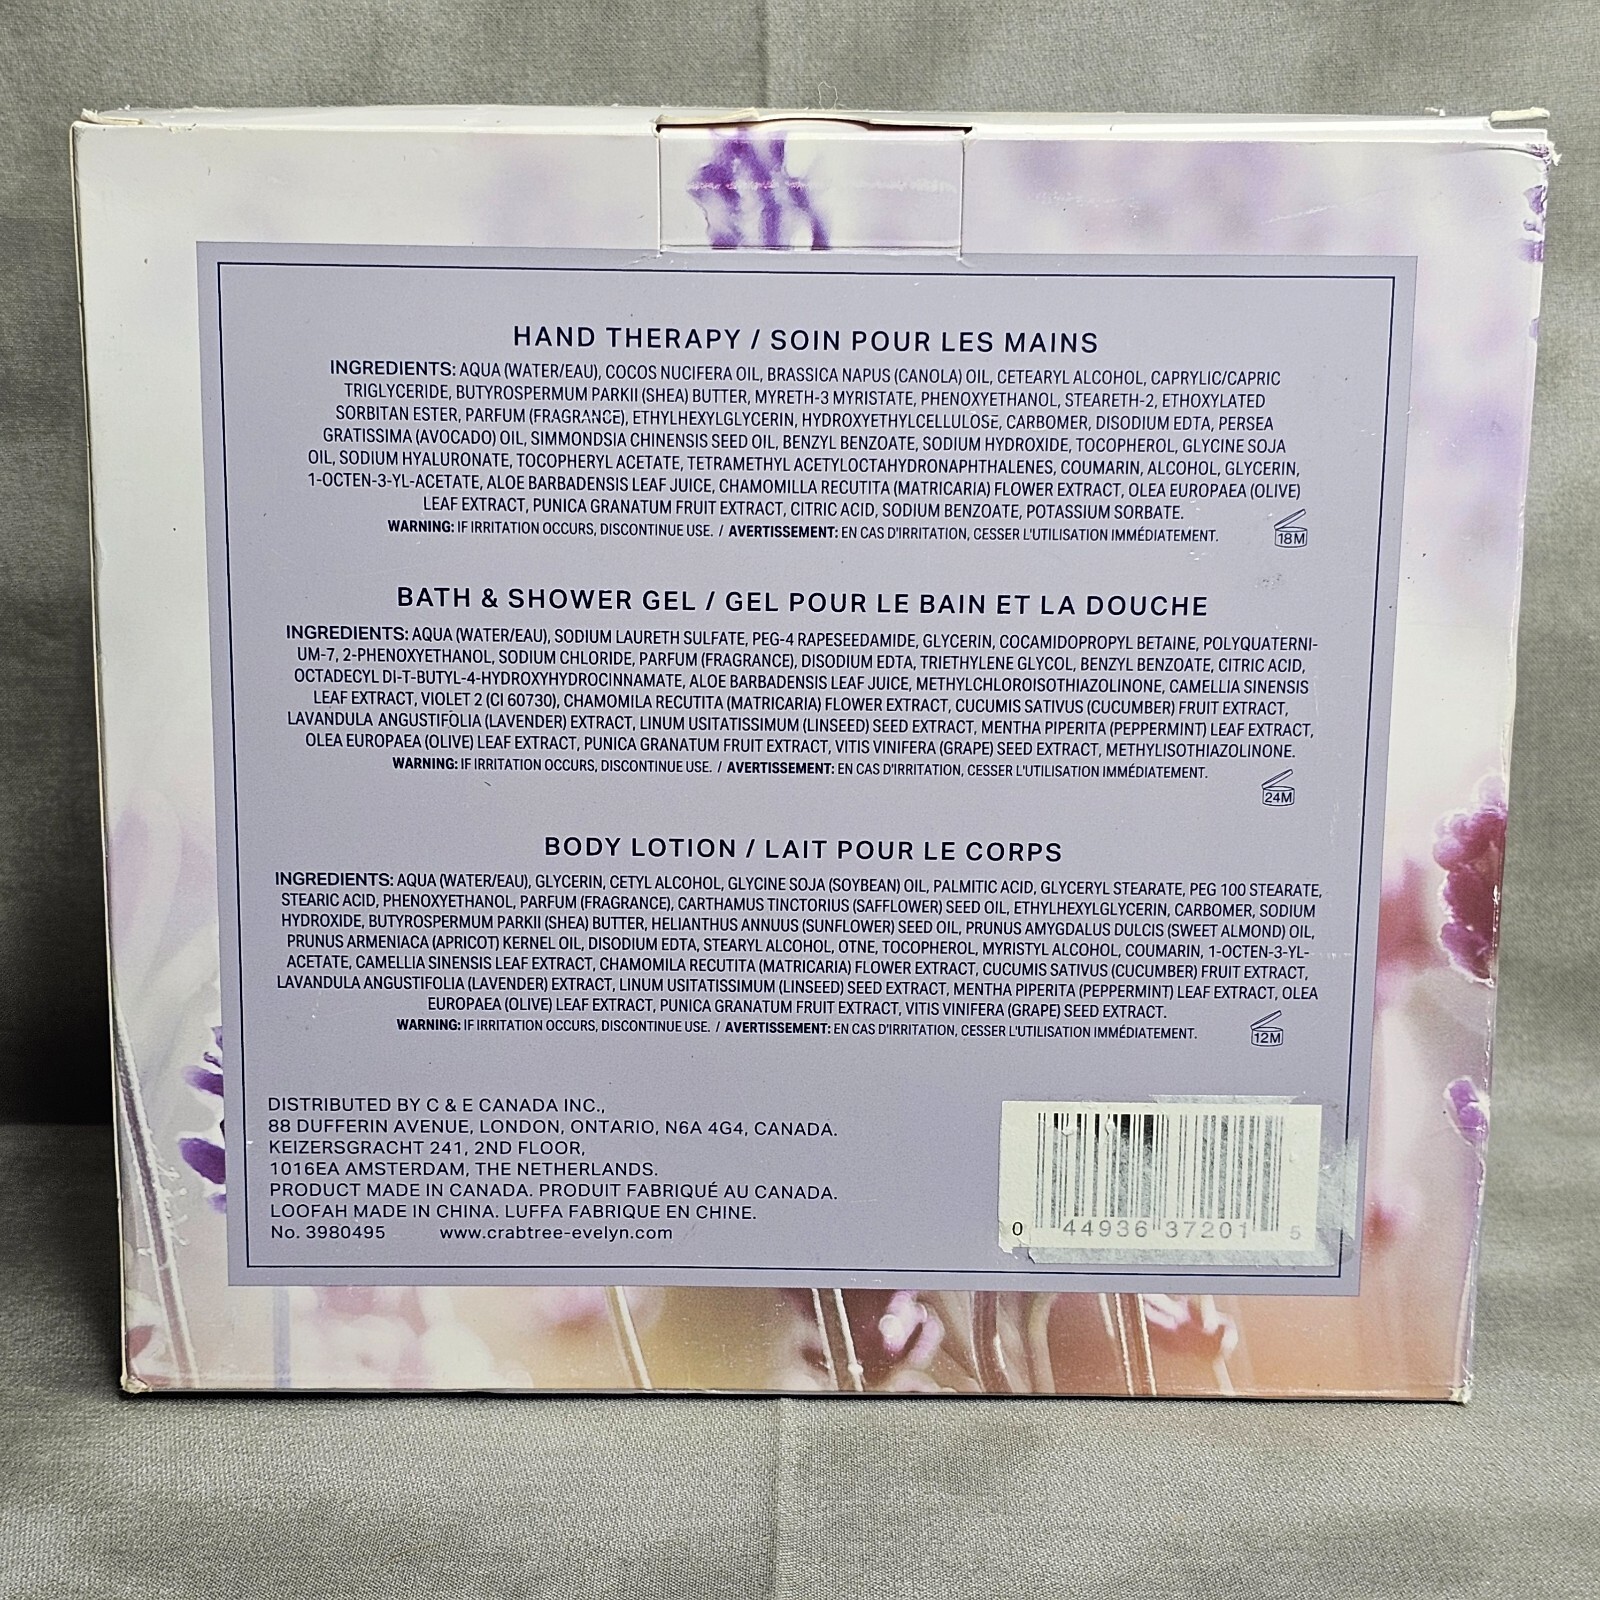 HAND THERAPY / SOIN POUR LES MAINS
INGREDIENTS: AQUA (WATER/EAU), COCOS NUCIFERA OIL, BRASSICA NAPUS (CANOLA) OIL, CETEARYL ALCOHOL, CAPRYLIC/CAPRIC
TRIGLYCERIDE, BUTYROSPERMUM PARKII (SHEA) BUTTER, MYRETH-3 MYRISTATE, PHENOXYETHANOL, STEARETH-2, ETHOXYLATED
SORBITAN ESTER, PARFUM (FRAGRANCE), ETHYLHEXYLGLYCERIN, HYDROXYETHYLCELLULOSE, CARBOMER, DISODIUM EDTA, PERSEA
GRATISSIMA (AVOCADO) OIL, SIMMONDSIA CHINENSIS SEED OIL, BENZYL BENZOATE, SODIUM HYDROXIDE, TOCOPHEROL, GLYCINE SOJA
OIL, SODIUM HYALURONATE, TOCOPHERYL ACETATE, TETRAMETHYL ACETYLOCTAHYDRONAPHTHALENES, COUMARIN, ALCOHOL, GLYCERIN,
1-OCTEN-3-YL-ACETATE, ALOE BARBADENSIS LEAF JUICE, CHAMOMILLA RECUTITA (MATRICARIA) FLOWER EXTRACT, OLEA EUROPAEA (OLIVE)
LEAF EXTRACT, PUNICA GRANATUM FRUIT EXTRACT, CITRIC ACID, SODIUM BENZOATE, POTASSIUM SORBATE.
WARNING: IF IRRITATION OCCURS, DISCONTINUE USE. / AVERTISSEMENT: EN CAS D'IRRITATION, CESSER L'UTILISATION IMMÉDIATEMENT.
18M
BATH & SHOWER GEL / GEL POUR LE BAIN ET LA DOUCHE
INGREDIENTS: AQUA (WATER/EAU), SODIUM LAURETH SULFATE, PEG-4 RAPESEEDAMIDE, GLYCERIN, COCAMIDOPROPYL BETAINE, POLYQUATERNI-
UM-7, 2-PHENOXYETHANOL, SODIUM CHLORIDE, PARFUM (FRAGRANCE), DISODIUM EDTA, TRIETHYLENE GLYCOL, BENZYL BENZOATE, CITRIC ACID,
OCTADECYL DI-T-BUTYL-4-HYDROXYHYDROCINNAMATE, ALOE BARBADENSIS LEAF JUICE, METHYLCHLOROISOTHIAZOLINONE, CAMELLIA SINENSIS
LEAF EXTRACT, VIOLET 2 (CI 60730), CHAMOMILA RECUTITA (MATRICARIA) FLOWER EXTRACT, CUCUMIS SATIVUS (CUCUMBER) FRUIT EXTRACT,
LAVANDULA ANGUSTIFOLIA (LAVENDER) EXTRACT, LINUM USITATISSIMUM (LINSEED) SEED EXTRACT, MENTHA PIPERITA (PEPPERMINT) LEAF EXTRACT,
OLEA EUROPAEA (OLIVE) LEAF EXTRACT, PUNICA GRANATUM FRUIT EXTRACT, VITIS VINIFERA (GRAPE) SEED EXTRACT, METHYLISOTHIAZOLINONE.
WARNING: IF IRRITATION OCCURS, DISCONTINUE USE. / AVERTISSEMENT: EN CAS D'IRRITATION, CESSER L'UTILISATION IMMÉDIATEMENT.
24M
BODY LOTION / LAIT POUR LE CORPS
INGREDIENTS: AQUA (WATER/EAU), GLYCERIN, CETYL ALCOHOL, GLYCINE SOJA (SOYBEAN) OIL, PALMITIC ACID, GLYCERYL STEARATE, PEG 100 STEARATE,
STEARIC ACID, PHENOXYETHANOL, PARFUM (FRAGRANCE), CARTHAMUS TINCTORIUS (SAFFLOWER) SEED OIL, ETHYLHEXYLGLYCERIN, CARBOMER, SODIUM
HYDROXIDE, BUTYROSPERMUM PARKII (SHEA) BUTTER, HELIANTHUS ANNUUS (SUNFLOWER) SEED OIL, PRUNUS AMYGDALUS DULCIS (SWEET ALMOND) OIL,
PRUNUS ARMENIACA (APRICOT) KERNEL OIL, DISODIUM EDTA, STEARYL ALCOHOL, OTNE, TOCOPHEROL, MYRISTYL ALCOHOL, COUMARIN, 1-OCTEN-3-YL-
ACETATE, CAMELLIA SINENSIS LEAF EXTRACT, CHAMOMILA RECUTITA (MATRICARIA) FLOWER EXTRACT, CUCUMIS SATIVUS (CUCUMBER) FRUIT EXTRACT,
LAVANDULA ANGUSTIFOLIA (LAVENDER) EXTRACT, LINUM USITATISSIMUM (LINSEED) SEED EXTRACT, MENTHA PIPERITA (PEPPERMINT) LEAF EXTRACT, OLEA
EUROPAEA (OLIVE) LEAF EXTRACT, PUNICA GRANATUM FRUIT EXTRACT, VITIS VINIFERA (GRAPE) SEED EXTRACT.
WARNING: IF IRRITATION OCCURS, DISCONTINUE USE. / AVERTISSEMENT: EN CAS D'IRRITATION, CESSER L'UTILISATION IMMÉDIATEMENT.
12M
DISTRIBUTED BY C & E CANADA INC.,
88 DUFFERIN AVENUE, LONDON, ONTARIO, N6A 4G4, CANADA.
KEIZERSGRACHT 241, 2ND FLOOR,
1016EA AMSTERDAM, THE NETHERLANDS.
PRODUCT MADE IN CANADA. PRODUIT FABRIQUÉ AU CANADA.
LOOFAH MADE IN CHINA. LUFFA FABRIQUE EN CHINE.
No. 3980495 www.crabtree-evelyn.com
0 44936 37201 5